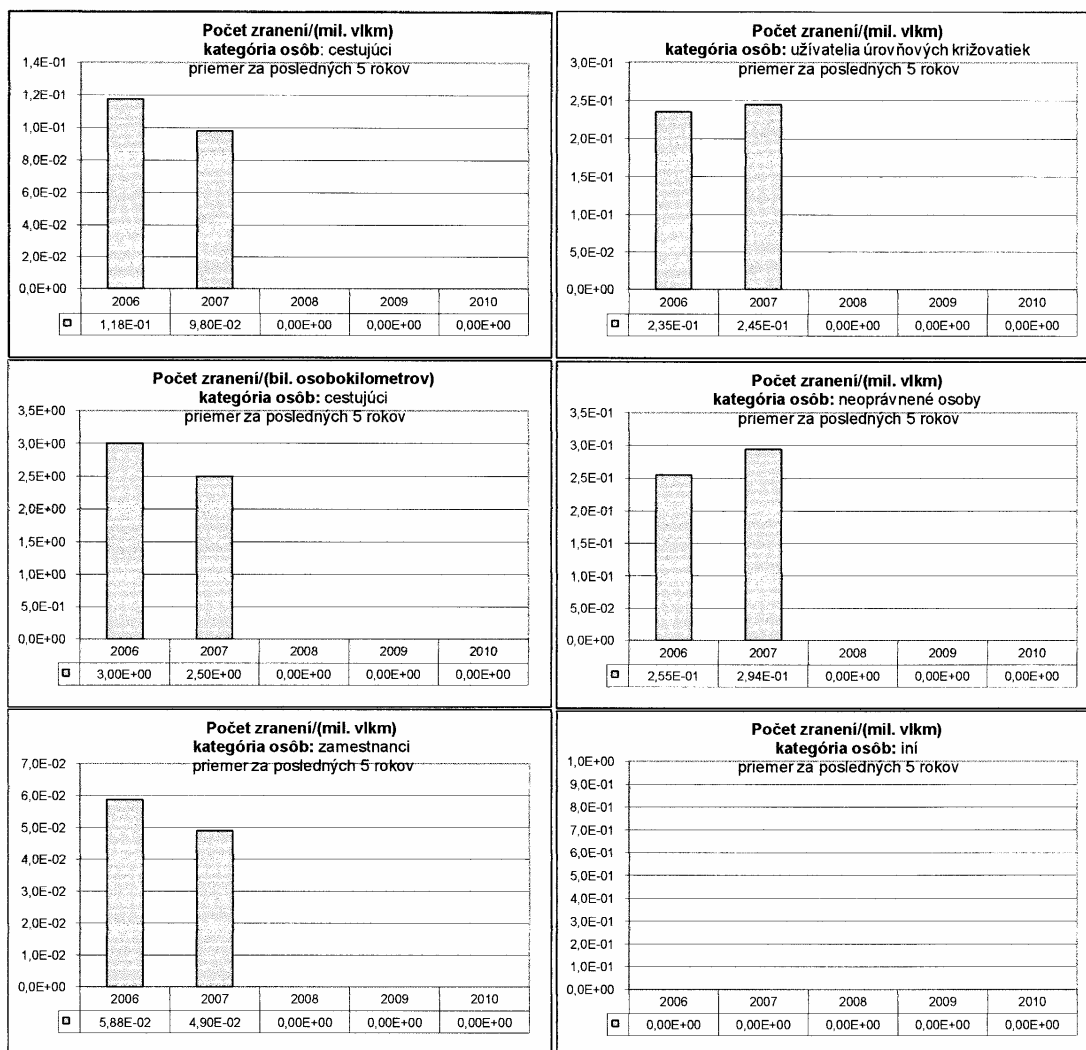 Počet zranení/(mil. vlkm)
kategória osôb: cestujúci
priemer za posledných 5 rokov
1,4E-01
1,2E-01
1,0E-01
8,0E-02
6,0E-02
4,0E-02
2,0E-02
0,0E+00
2006 2007 2008 2009 2010
1,18E-01 9,80E-02 0,00E+00 0,00E+00 0,00E+00
Počet zranení/(mil. vlkm)
kategória osôb: užívatelia úrovňových križovatiek
priemer za posledných 5 rokov
3,0E-01
2,5E-01
2,0E-01
1,5E-01
1,0E-01
5,0E-02
0,0E+00
2006 2007 2008 2009 2010
2,35E-01 2,45E-01 0,00E+00 0,00E+00 0,00E+00
Počet zranení/(bil. osobokilometrov)
kategória osôb: cestujúci
priemer za posledných 5 rokov
3,5E+00
3,0E+00
2,5E+00
2,0E+00
1,5E+00
1,0E+00
5,0E-01
0,0E+00
2006 2007 2008 2009 2010
3,00E+00 2,50E+00 0,00E+00 0,00E+00 0,00E+00
Počet zranení/(mil. vlkm)
kategória osôb: neoprávnené osoby
priemer za posledných 5 rokov
3,5E-01
3,0E-01
2,5E-01
2,0E-01
1,5E-01
1,0E-01
5,0E-02
0,0E+00
2006 2007 2008 2009 2010
2,55E-01 2,94E-01 0,00E+00 0,00E+00 0,00E+00
Počet zranení/(mil. vlkm)
kategória osôb: zamestnanci
priemer za posledných 5 rokov
7,0E-02
6,0E-02
5,0E-02
4,0E-02
3,0E-02
2,0E-02
1,0E-02
0,0E+00
2006 2007 2008 2009 2010
5,88E-02 4,90E-02 0,00E+00 0,00E+00 0,00E+00
Počet zranení/(mil. vlkm)
kategória osôb: iní
priemer za posledných 5 rokov
1,0E+00
9,0E-01
8,0E-01
7,0E-01
6,0E-01
5,0E-01
4,0E-01
3,0E-01
2,0E-01
1,0E-01
0,0E+00
2006 2007 2008 2009 2010
0,00E+00 0,00E+00 0,00E+00 0,00E+00 0,00E+00